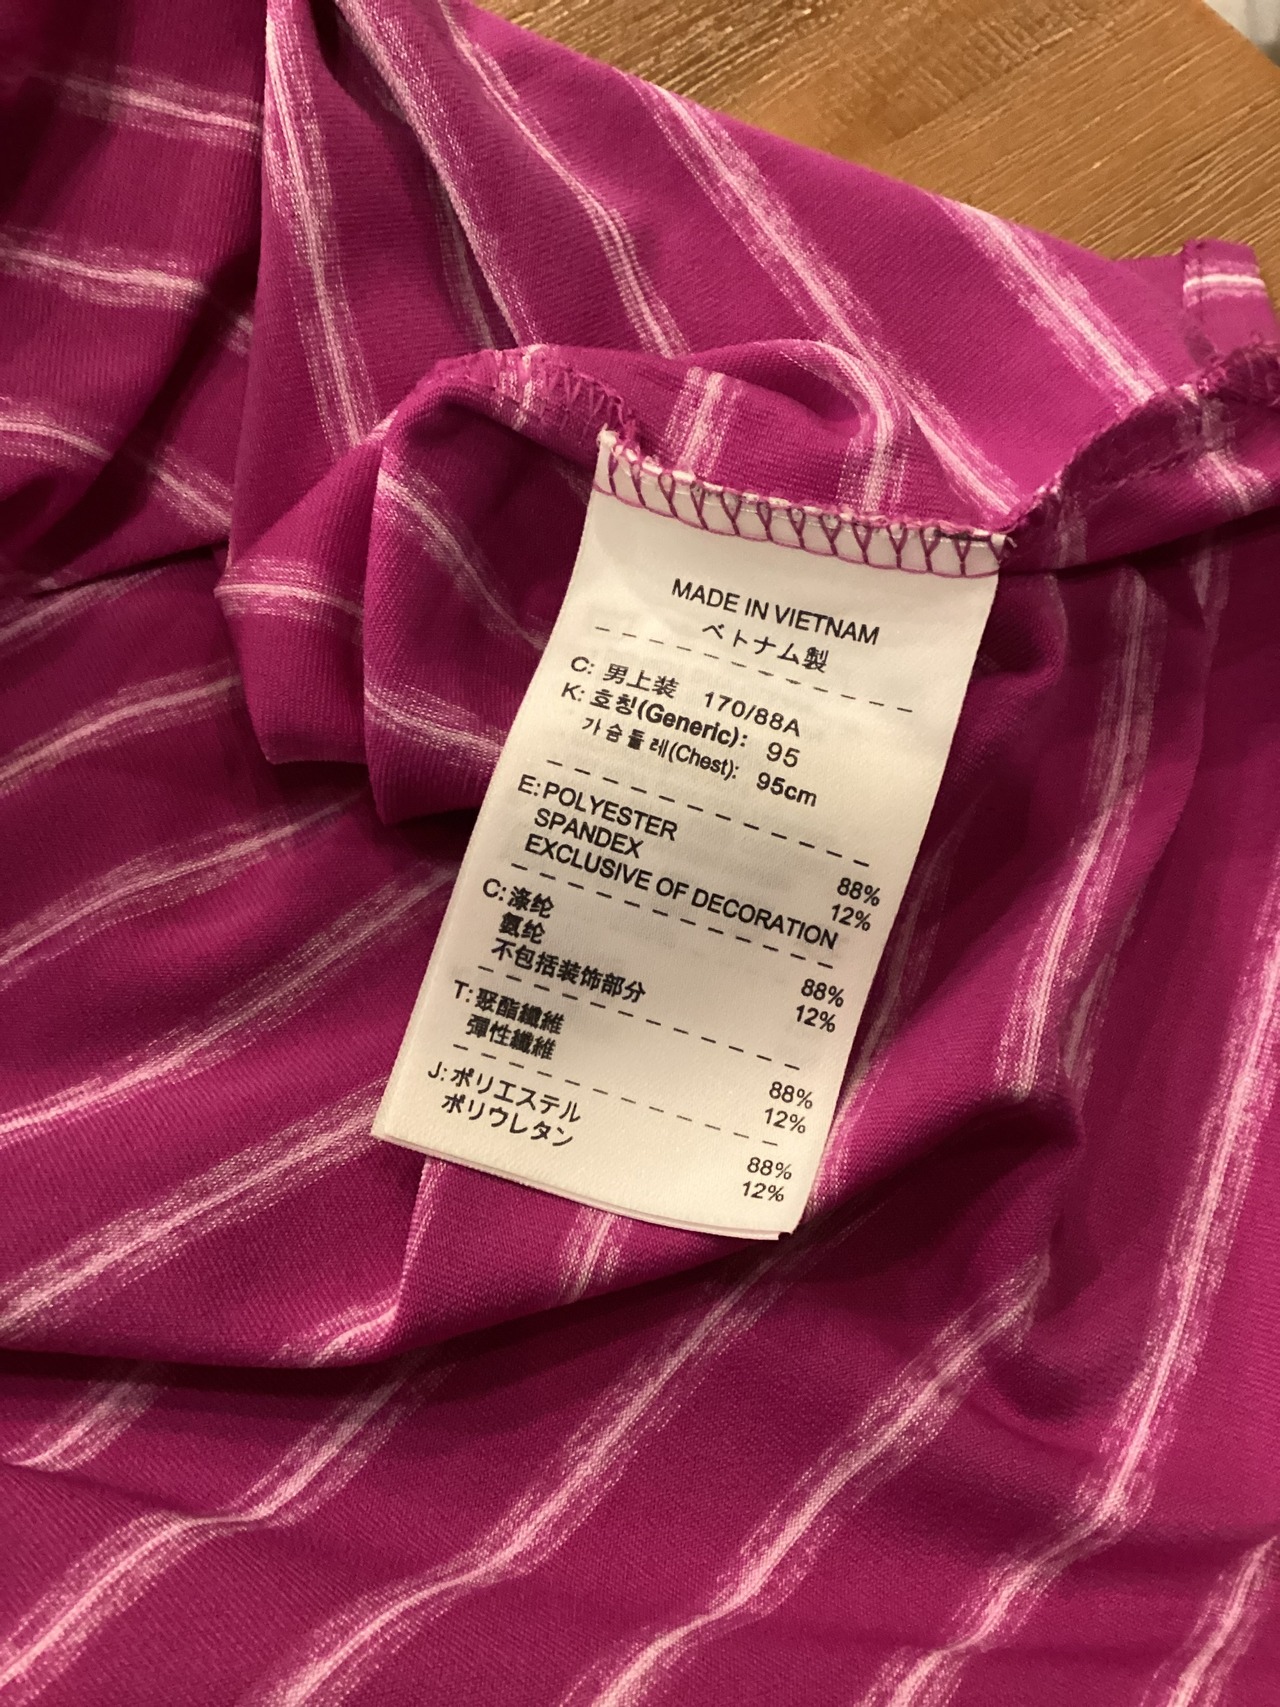 MADE IN VIETNAM
ベトナム製
C: 男上装 170/88A
K: 호칭(Generic): 95
가슴둘레(Chest): 95cm
E: POLYESTER 88%
SPANDEX 12%
EXCLUSIVE OF DECORATION
C: 涤纶 88%
氨纶 12%
不包括装饰部分
T: 聚酯纖維 88%
彈性纖維 12%
J: ポリエステル 88%
ポリウレタン 12%